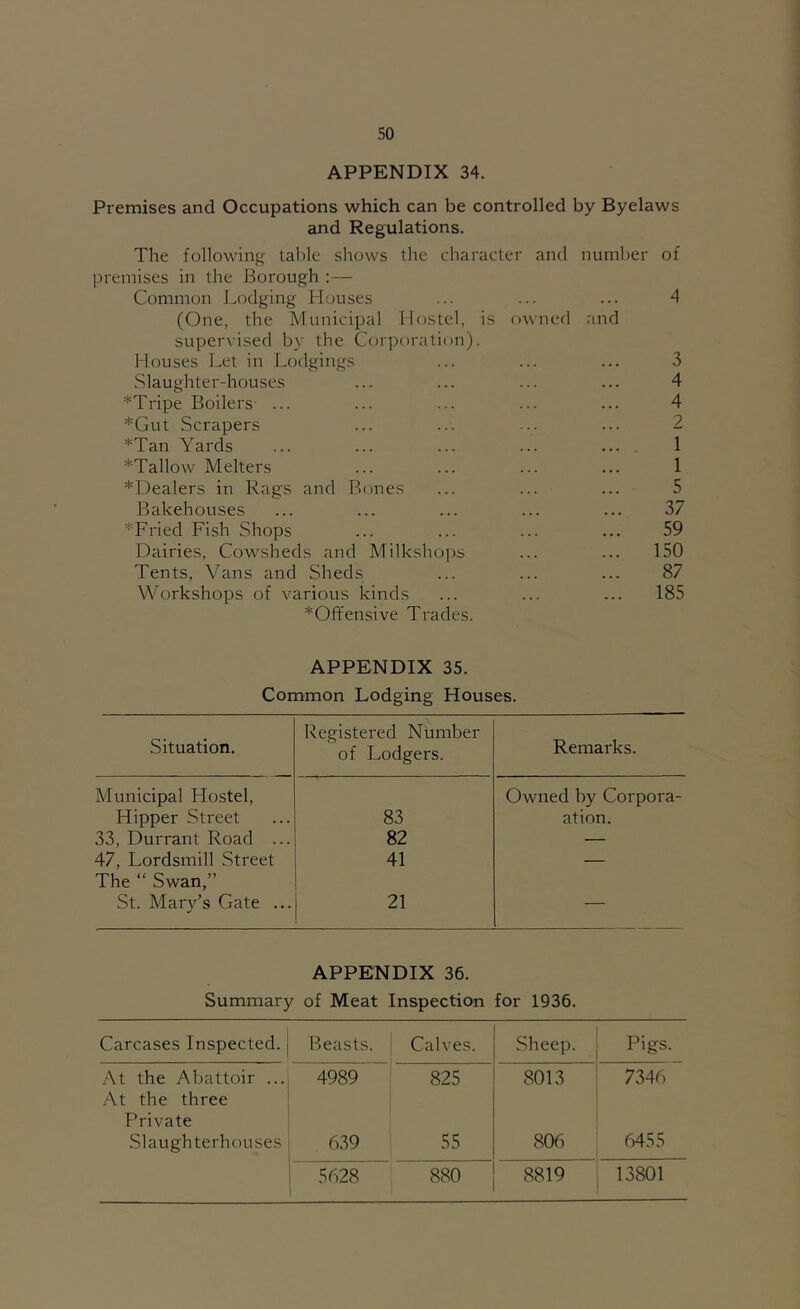 50
APPENDIX 34.
Premises and Occupations which can be controlled by Byelaws
and Regulations.
The following table shows the character and number of
premises in the Borough :—
Common Lodging Houses ... ... ... 4
(One, the Municipal Hostel, is owned and
supervised by the Corporation).
Houses Let in Lodgings ... ... ... 3
Slaughter-houses ... ... ... ... 4
*Tripe Boilers ... ... ... ... ... 4
*Gut Scrapers ... ... ... ... 2
*Tan Yards ... ... ... ... ... . 1
*Tallow Melters ... ... ... ... 1
*Dealers in Rags and Bones ... ... ... 5
Bakehouses ... ... ... ... ... 37
*Fried Fish Shops ... ... ... ... 59
Dairies, Cowsheds and Milkshops ... ... 150
Tents, Vans and Sheds ... ... ... 87
Workshops of various kinds ... ... ... 185
*Offensive Trades.
APPENDIX 35.
Common Lodging Houses.
Situation. Registered Number of Lodgers. Remarks.
Municipal Hostel, Owned by Corpora-
Hipper Street ... 83 ation.
33, Durrant Road ... 82 —
47, Lordsmill Street 41 —
The “ Swan,”
St. Mary’s Gate ... 21 —
APPENDIX 36.
Summary of Meat Inspection for 1936.
Carcases Inspected. Beasts. Calves. Sheep. Pigs.
At the Abattoir ... 4989 825 8013 7346
At the three
Private
Slaughterhouses 639 55 806 6455
5628 880 8819 13801